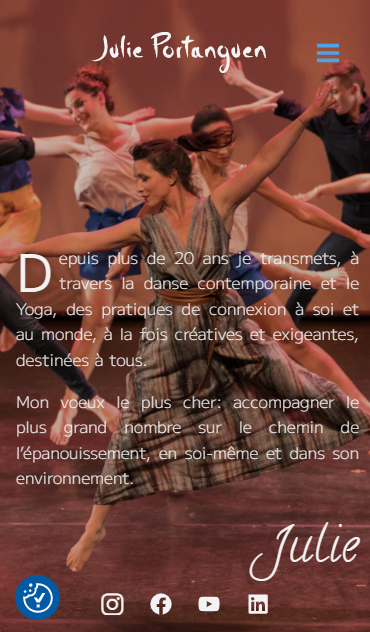 Julie Portanguen
Depuis plus de 20 ans je transmets, à
travers la danse contemporaine et le
Yoga, des pratiques de connexion à soi et
au monde, à la fois créatives et exigeantes,
destinées à tous.
Mon voeux le plus cher: accompagner le
plus grand nombre sur le chemin de
l'épanouissement, en soi-même et dans son
environnement.
Julie